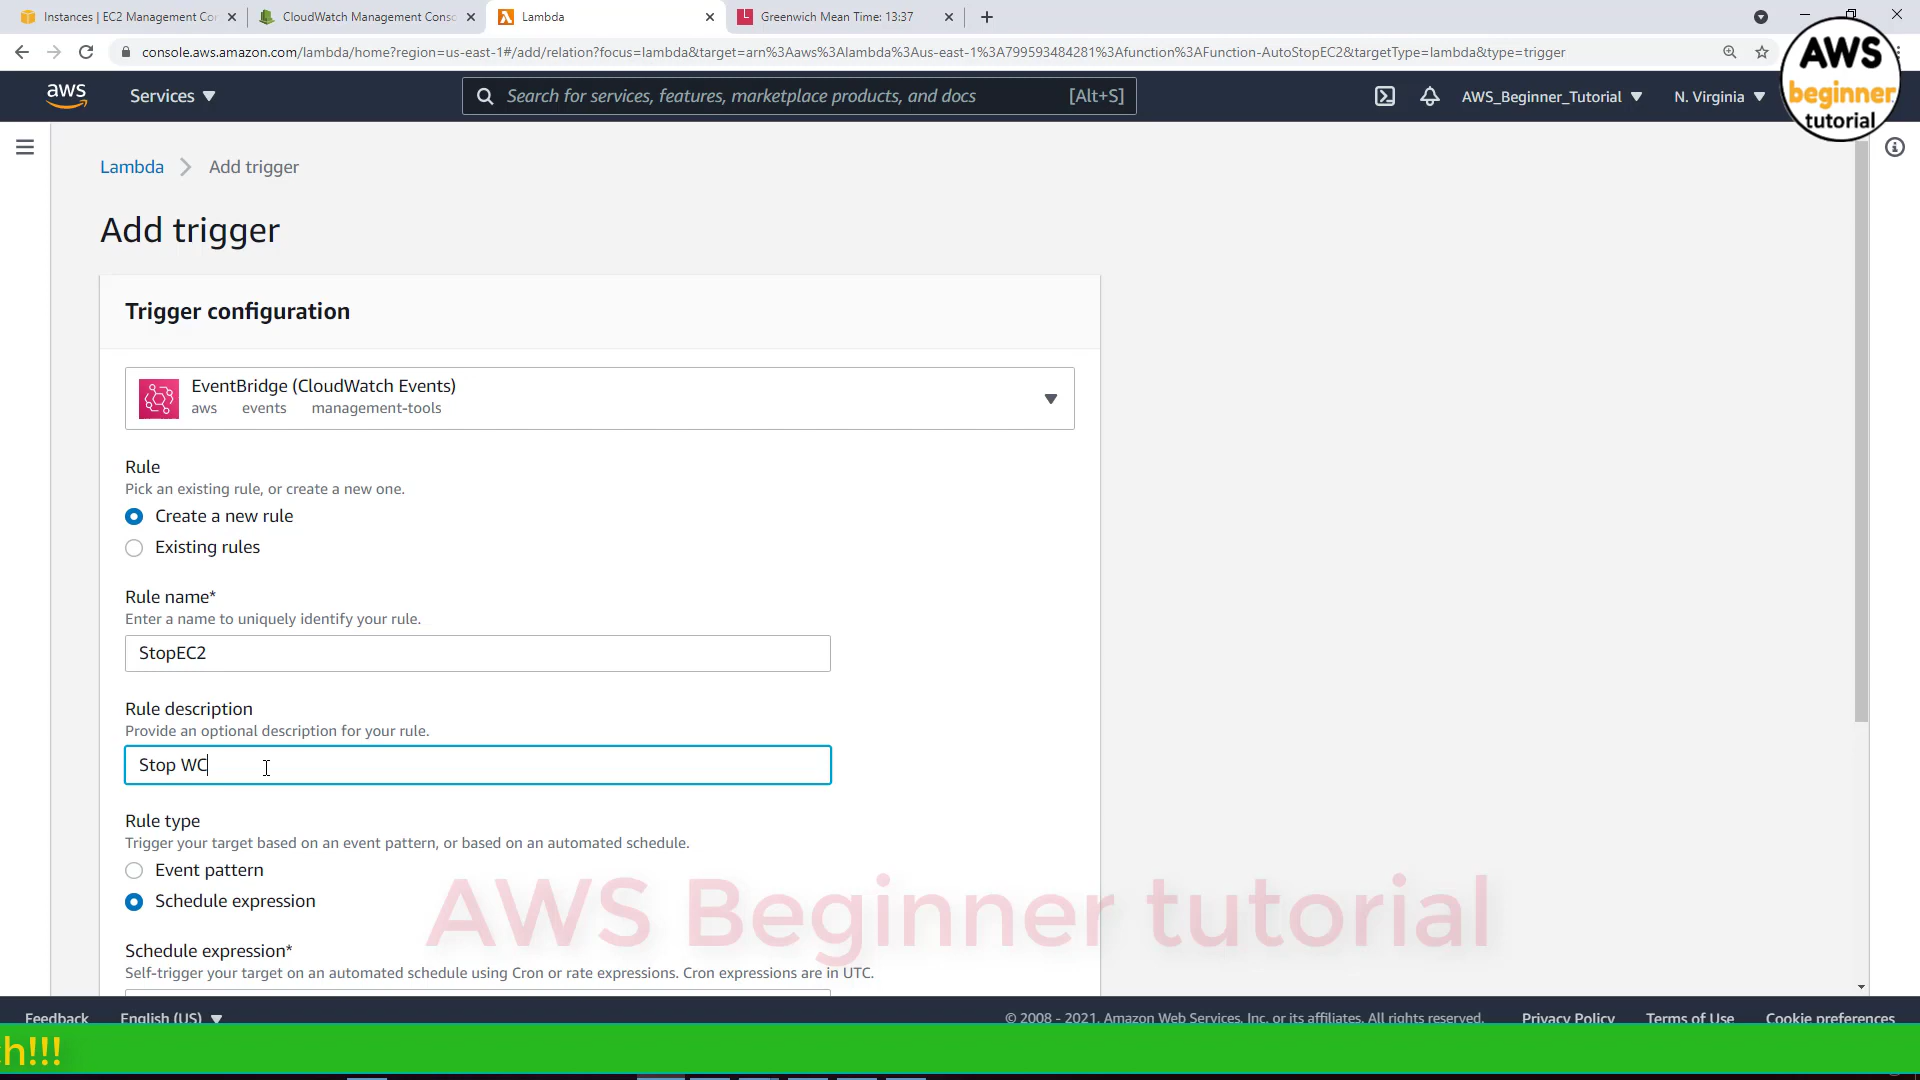 Instances | EC2 Management Co
CloudWatch Management Conso
Lambda
Greenwich Mean Time: 13:37
console.aws.amazon.com/lambda/home?region=us-east-1#/add/relation?focus=lambda&target=arn%3Aaws%3Alambda%3Aus-east-1%3A799593484281%3Afunction%3AFunction-AutoStopEC2&targetType=lambda&type=trigger
aws
Services
Search for services, features, marketplace products, and docs
[Alt+S]
AWS_Beginner_Tutorial
N. Virginia
AWS
beginner
tutorial
Lambda
Add trigger
Add trigger
Trigger configuration
EventBridge (CloudWatch Events)
aws events management-tools
Rule
Pick an existing rule, or create a new one.
Create a new rule
Existing rules
Rule name*
Enter a name to uniquely identify your rule.
StopEC2
Rule description
Provide an optional description for your rule.
Stop WC
Rule type
Trigger your target based on an event pattern, or based on an automated schedule.
Event pattern
Schedule expression
AWS Beginner tutorial
Schedule expression*
Self-trigger your target on an automated schedule using Cron or rate expressions. Cron expressions are in UTC.
Feedback
English (US)
© 2008 - 2021, Amazon Web Services, Inc. or its affiliates. All rights reserved.
Privacy Policy
Terms of Use
Cookie preferences
h!!!